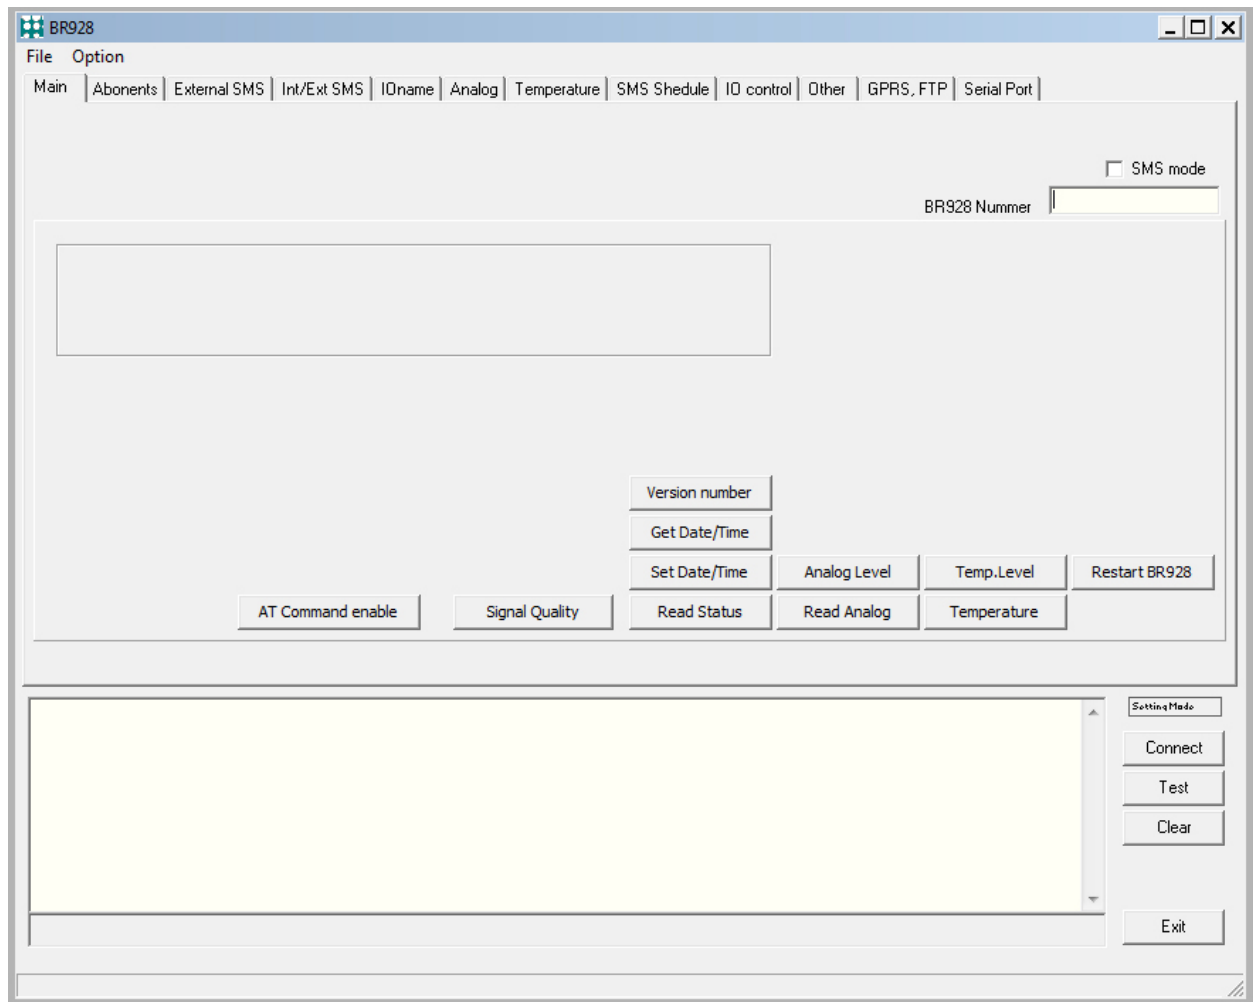 BR928
File Option
Main Abonents External SMS Int/Ext SMS IOname Analog Temperature SMS Shedule IO control Other GPRS, FTP Serial Port
SMS mode
BR928 Nummer
Version number
Get Date/Time
Set Date/Time Analog Level Temp.Level Restart BR928
AT Command enable Signal Quality Read Status Read Analog Temperature
Setting Mode
Connect
Test
Clear
Exit